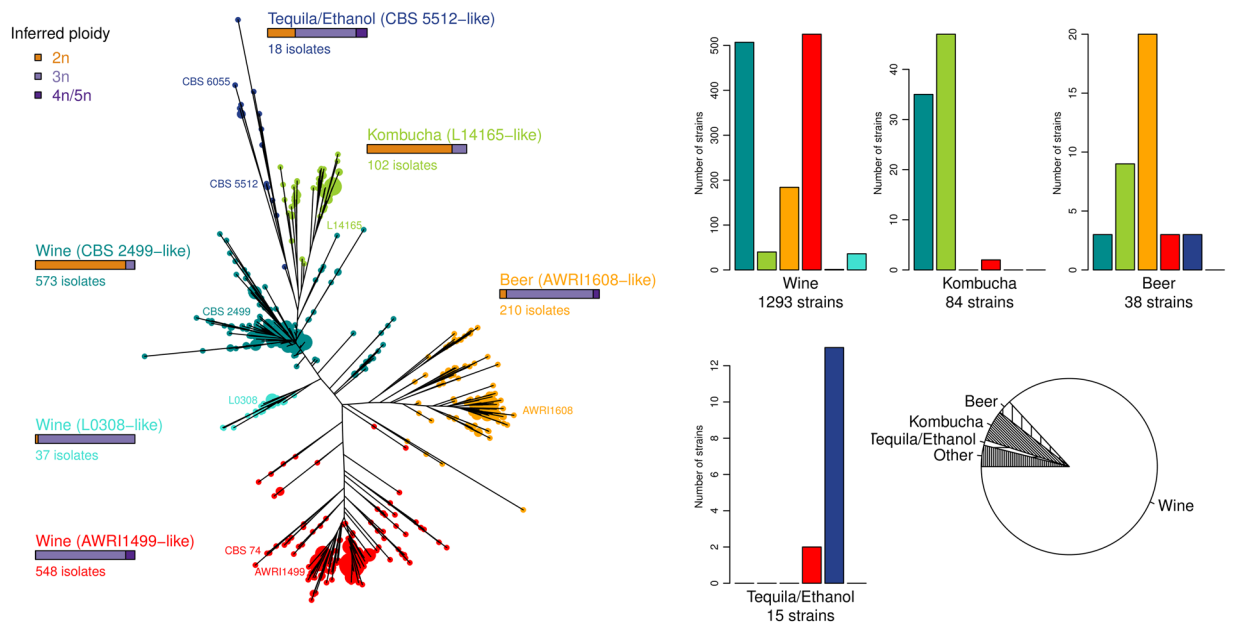 Inferred ploidy
2n
3n
4n/5n
Tequila/Ethanol (CBS 5512−like)
18 isolates
CBS 6055
Kombucha (L14165−like)
102 isolates
CBS 5512
L14165
Wine (CBS 2499−like)
573 isolates
CBS 2499
Beer (AWRI1608−like)
210 isolates
L0308
AWRI1608
Wine (L0308−like)
37 isolates
Wine (AWRI1499−like)
548 isolates
CBS 74
AWRI1499
Number of strains
0
100
200
300
400
500
Wine
1293 strains
Number of strains
0
10
20
30
40
Kombucha
84 strains
Number of strains
0
5
10
15
20
Beer
38 strains
Number of strains
0
2
4
6
8
10
12
Tequila/Ethanol
15 strains
Beer
Kombucha
Tequila/Ethanol
Other
Wine